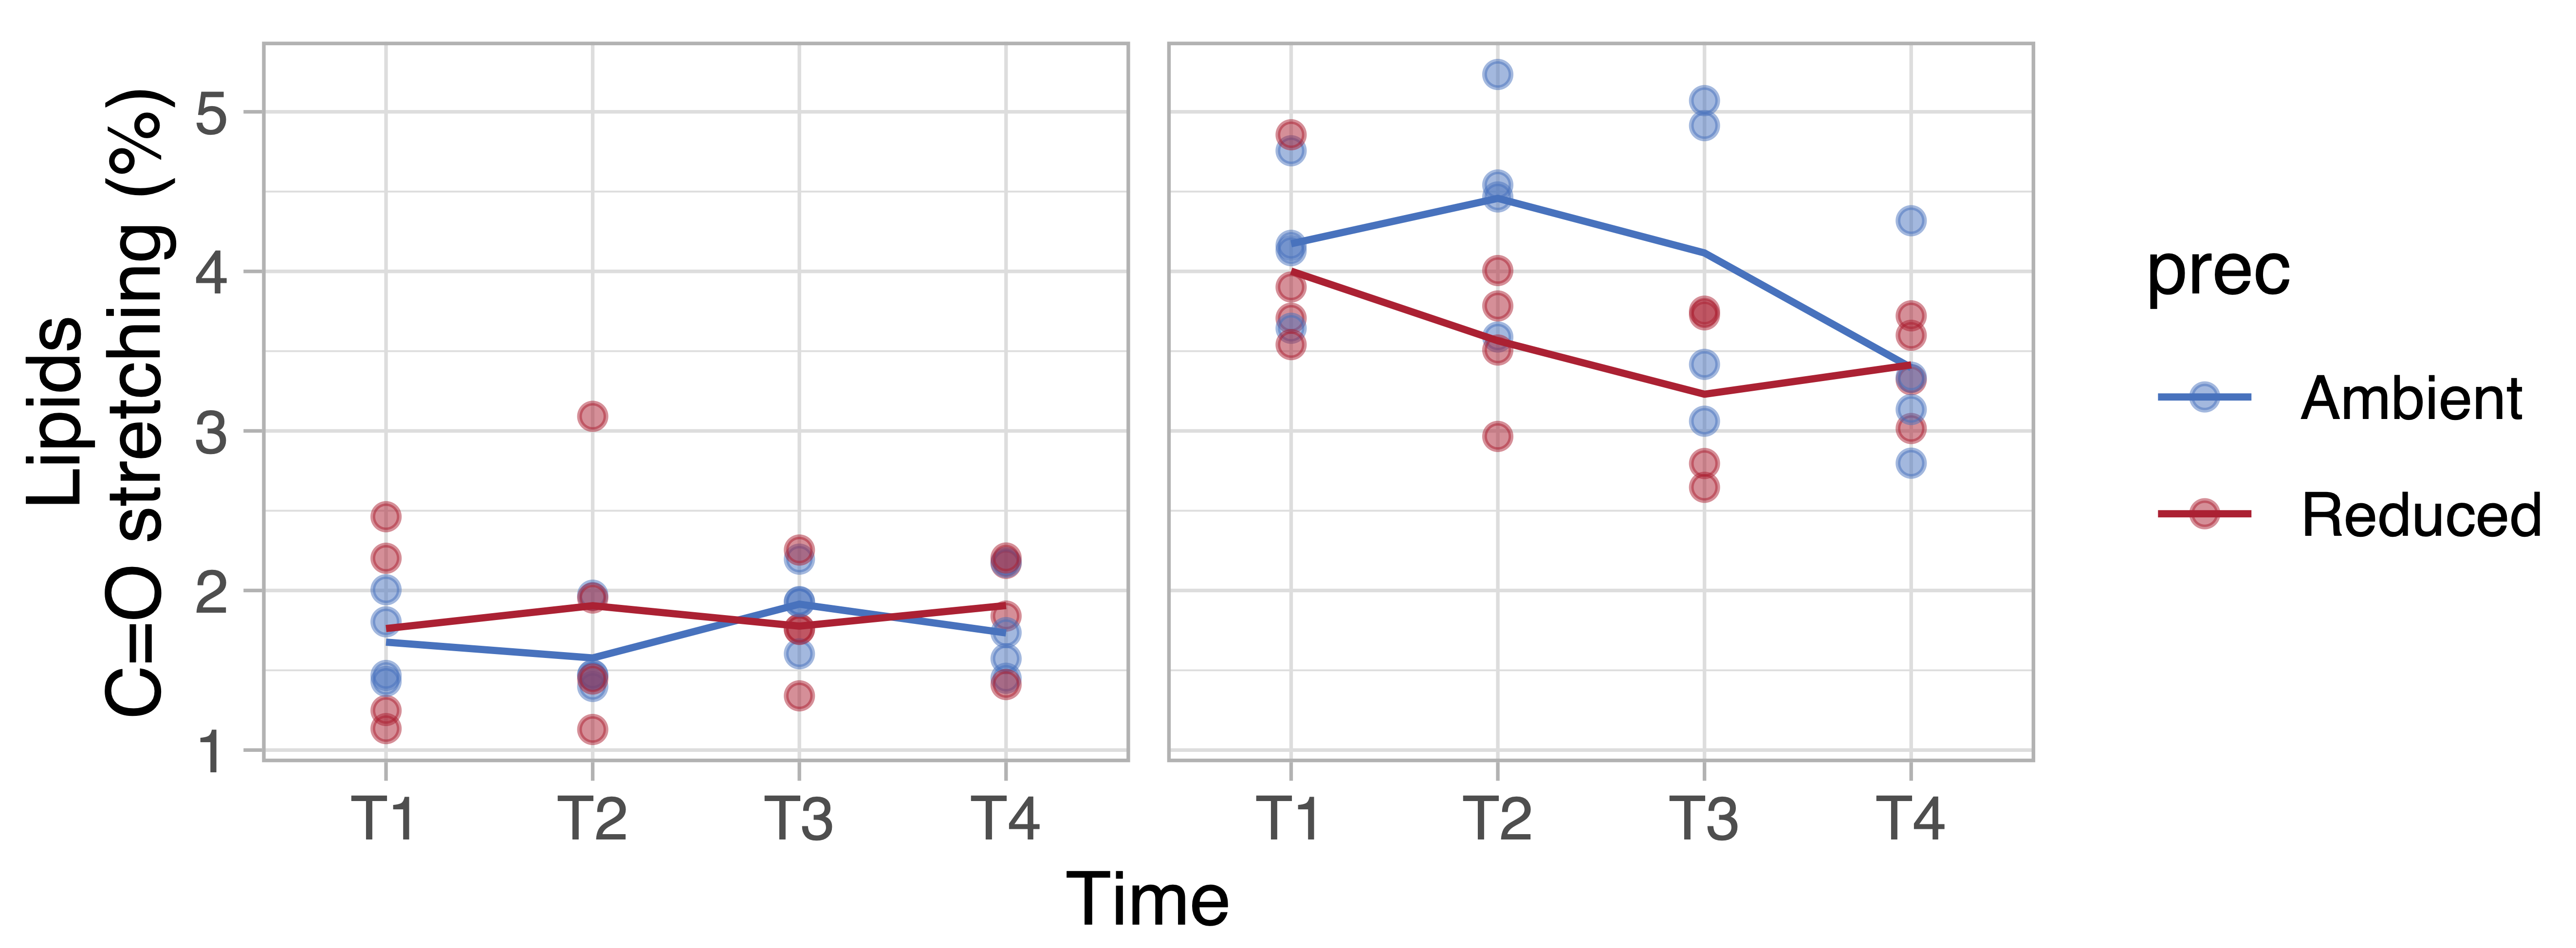 Lipids
C=O stretching (%)
5
4
3
2
1
T1 T2 T3 T4
T1 T2 T3 T4
Time
prec
Ambient
Reduced